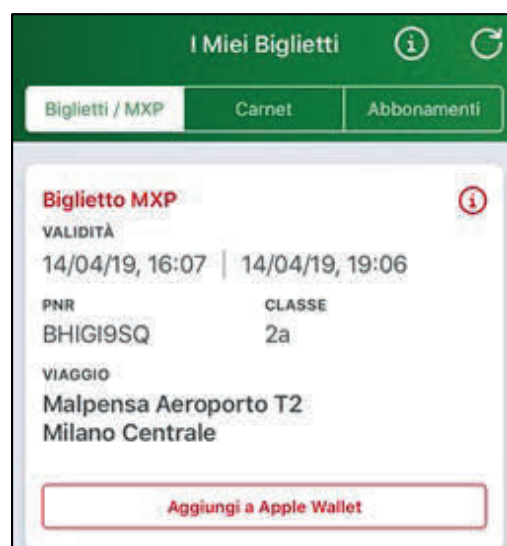 I Miei Biglietti
Biglietti / MXP Carnet Abbonamenti
Biglietto MXP
VALIDITÀ
14/04/19, 16:07 | 14/04/19, 19:06
PNR CLASSE
BHIGI9SQ 2a
VIAGGIO
Malpensa Aeroporto T2
Milano Centrale
Aggiungi a Apple Wallet